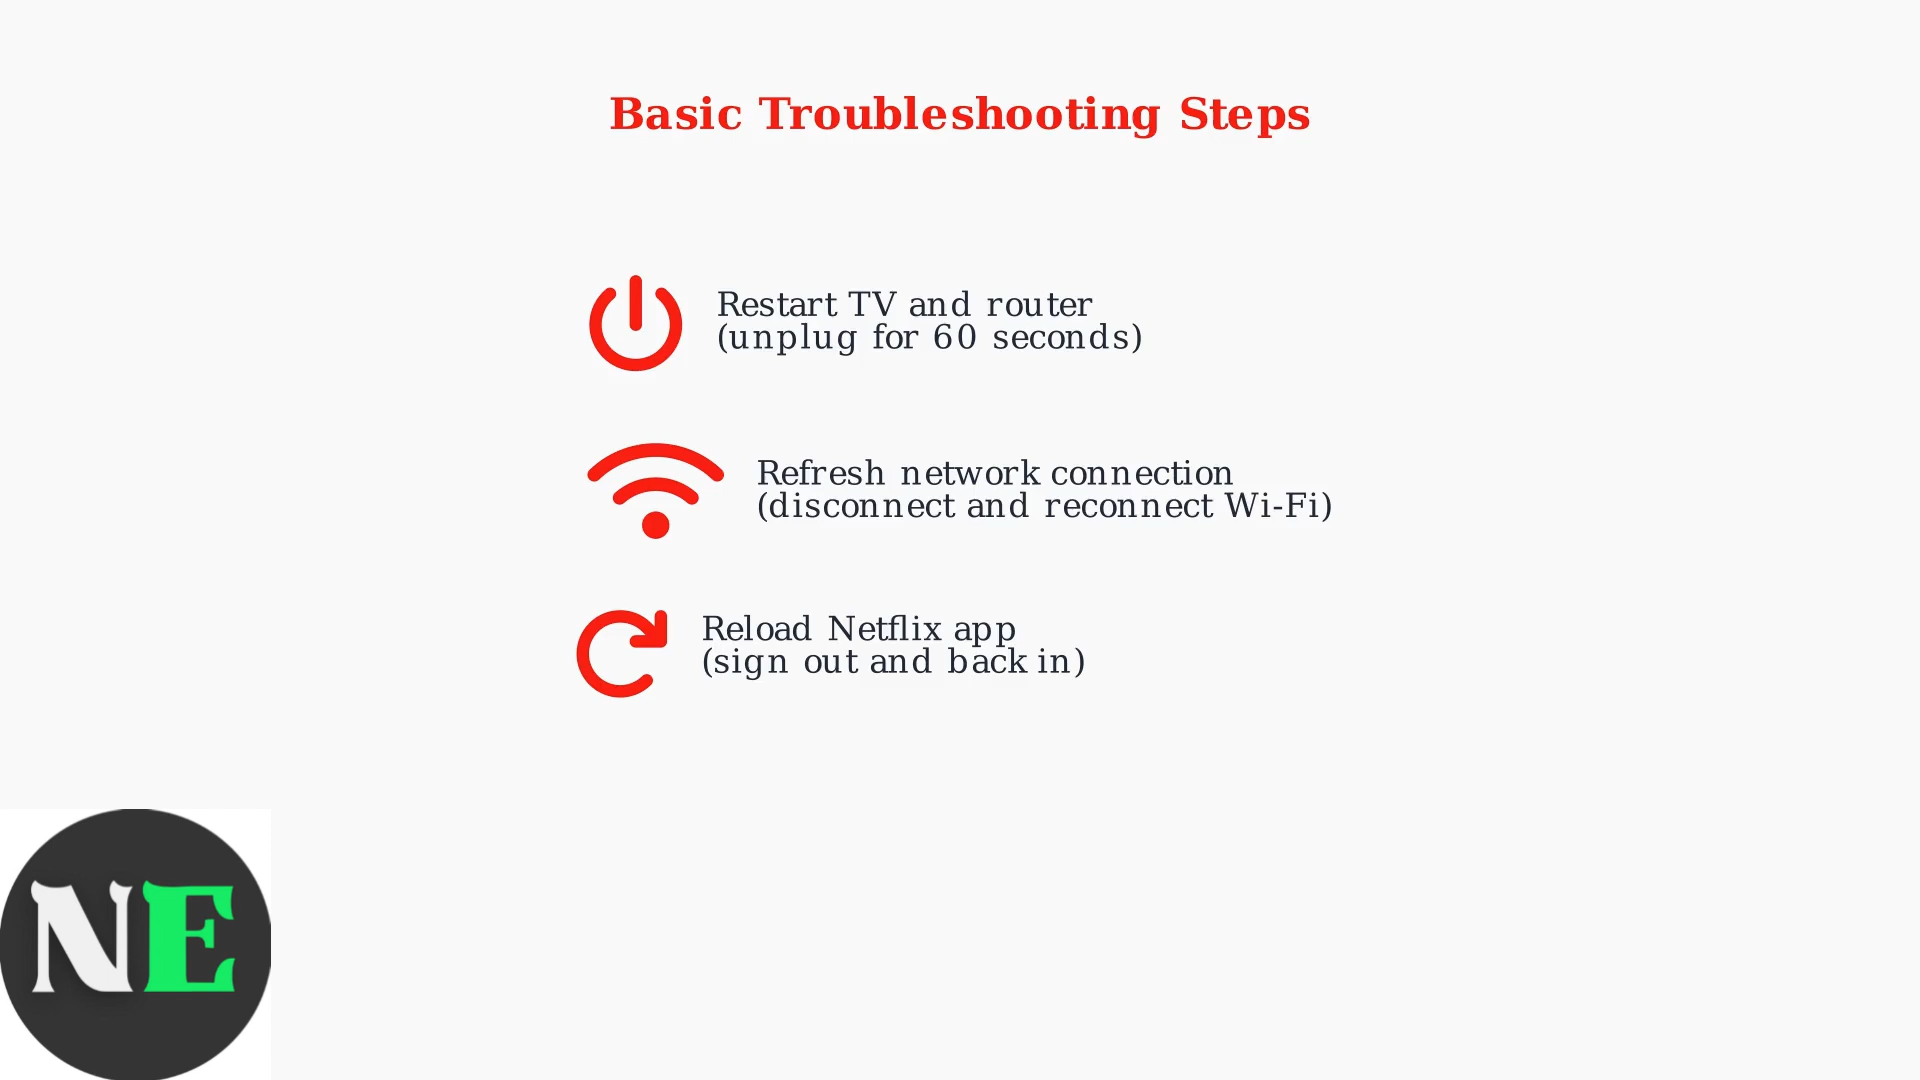 Basic Troubleshooting Steps
Restart TV and router
(unplug for 60 seconds)
Refresh network connection
(disconnect and reconnect Wi-Fi)
Reload Netflix app
(sign out and back in)
NE